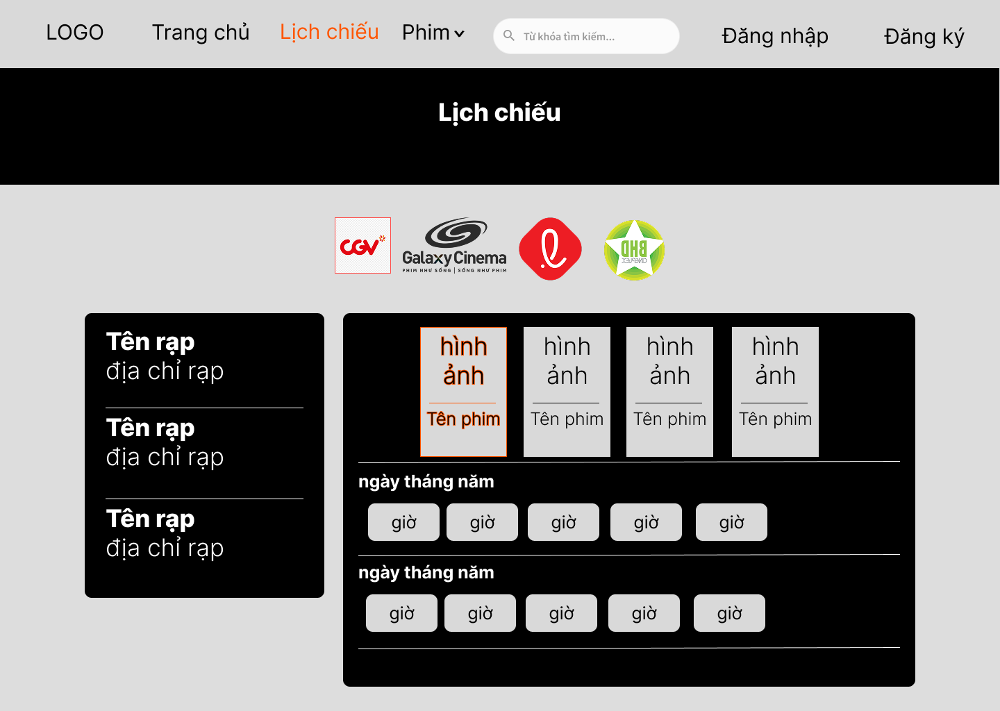 LOGO
Trang chủ
Lịch chiếu
Phim
Từ khóa tìm kiếm...
Đăng nhập
Đăng ký
Lịch chiếu
CGV
Galaxy Cinema
PHIM NHƯ SỐNG | SỐNG NHƯ PHIM
BHD
CINEPLEX
Tên rạp
địa chỉ rạp
Tên rạp
địa chỉ rạp
Tên rạp
địa chỉ rạp
hình
ảnh
Tên phim
hình
ảnh
Tên phim
hình
ảnh
Tên phim
hình
ảnh
Tên phim
ngày tháng năm
giờ giờ giờ giờ giờ
ngày tháng năm
giờ giờ giờ giờ giờ